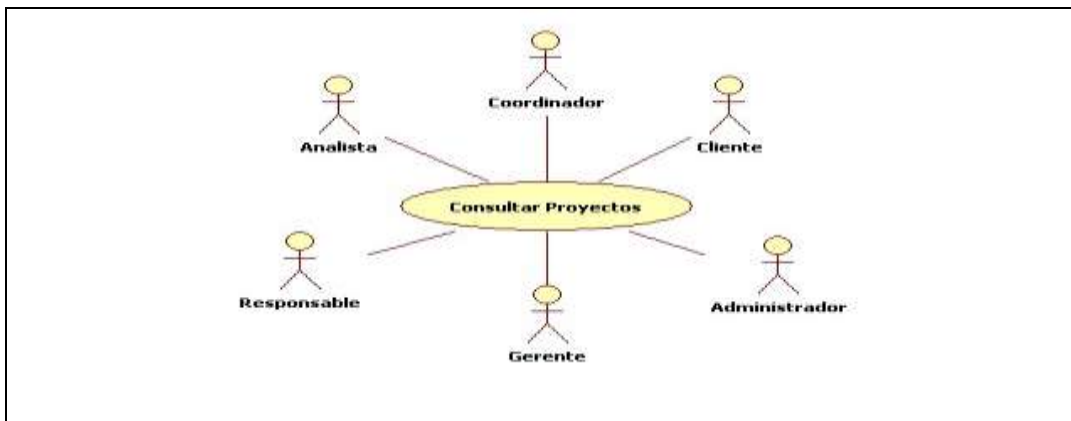 Coordinador
Analista
Cliente
Consultar Proyectos
Responsable
Administrador
Gerente